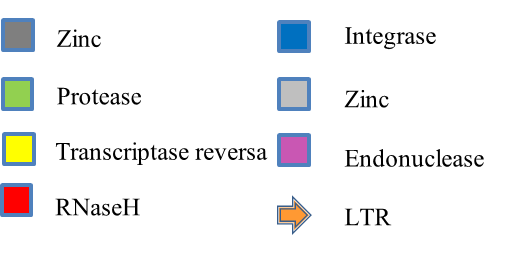 Zinc
Protease
Transcriptase reversa
RNaseH
Integrase
Zinc
Endonuclease
LTR